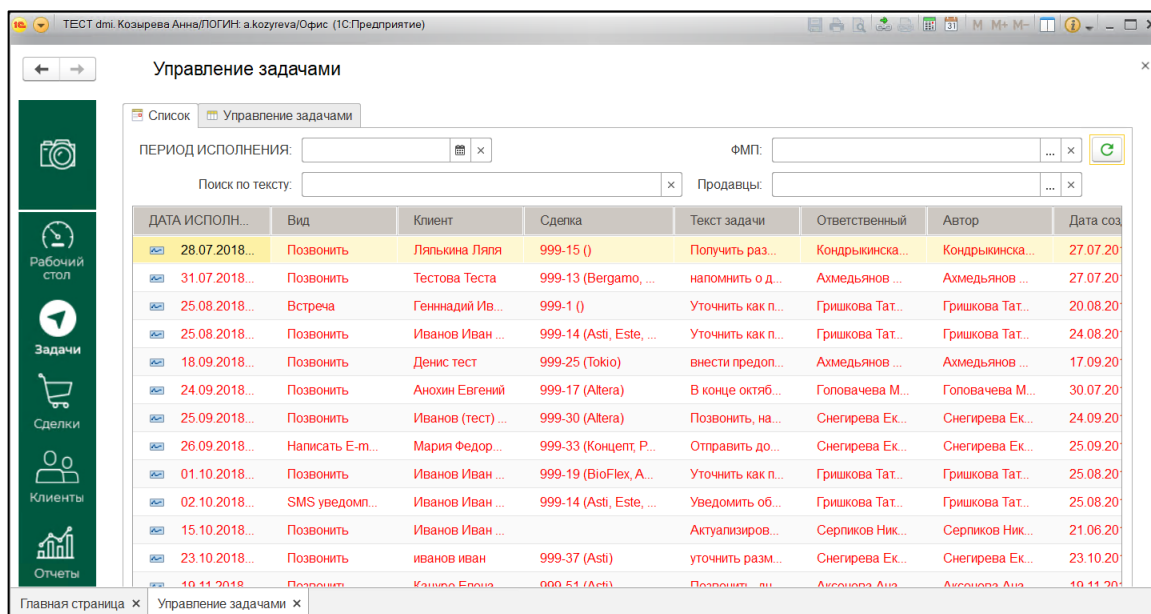 1С ТЕСТ dmi. Козырева Анна/ЛОГИН: a.kozyreva/Офис (1С:Предприятие) 31 M M+ M-
Управление задачами
Список Управление задачами
ПЕРИОД ИСПОЛНЕНИЯ: ФМП: ...
Поиск по тексту: Продавцы: ...
ДАТА ИСПОЛН... Вид Клиент Сделка Текст задачи Ответственный Автор Дата соз
28.07.2018... Позвонить Ляпькина Ляпя 999-15 () Получить раз... Кондрыкинска... Кондрыкинска... 27.07.20
31.07.2018... Позвонить Тестова Теста 999-13 (Bergamo, ... напомнить о д... Ахмедьянов ... Ахмедьянов ... 27.07.20
25.08.2018... Встреча Генннадий Ив... 999-1 () Уточнить как п... Гришкова Тат... Гришкова Тат... 20.08.20
25.08.2018... Позвонить Иванов Иван ... 999-14 (Asti, Este, ... Уточнить как п... Гришкова Тат... Гришкова Тат... 24.08.20
18.09.2018... Позвонить Денис тест 999-25 (Tokio) внести предоп... Ахмедьянов ... Ахмедьянов ... 17.09.20
24.09.2018... Позвонить Анохин Евгений 999-17 (Altera) В конце октяб... Головачева М... Головачева М... 30.07.20
25.09.2018... Позвонить Иванов (тест) ... 999-30 (Altera) Позвонить, на... Снегирева Ек... Снегирева Ек... 24.09.20
26.09.2018... Написать E-m... Мария Федор... 999-33 (Концепт, Р... Отправить до... Снегирева Ек... Снегирева Ек... 25.09.20
01.10.2018... Позвонить Иванов Иван ... 999-19 (BioFlex, A... Уточнить как п... Гришкова Тат... Гришкова Тат... 25.08.20
02.10.2018... SMS уведомл... Иванов Иван ... 999-14 (Asti, Este, ... Уведомить об... Гришкова Тат... Гришкова Тат... 25.08.20
15.10.2018... Позвонить Иванов Иван ... Актуализиров... Серпиков Ник... Серпиков Ник... 21.06.20
23.10.2018... Позвонить иванов иван 999-37 (Asti) уточнить разм... Снегирева Ек... Снегирева Ек... 23.10.20
19.11.2018... Позвонить 999-51 (Asti)
Рабочий
стол
Задачи
Сделки
Клиенты
Отчеты
Главная страница Управление задачами